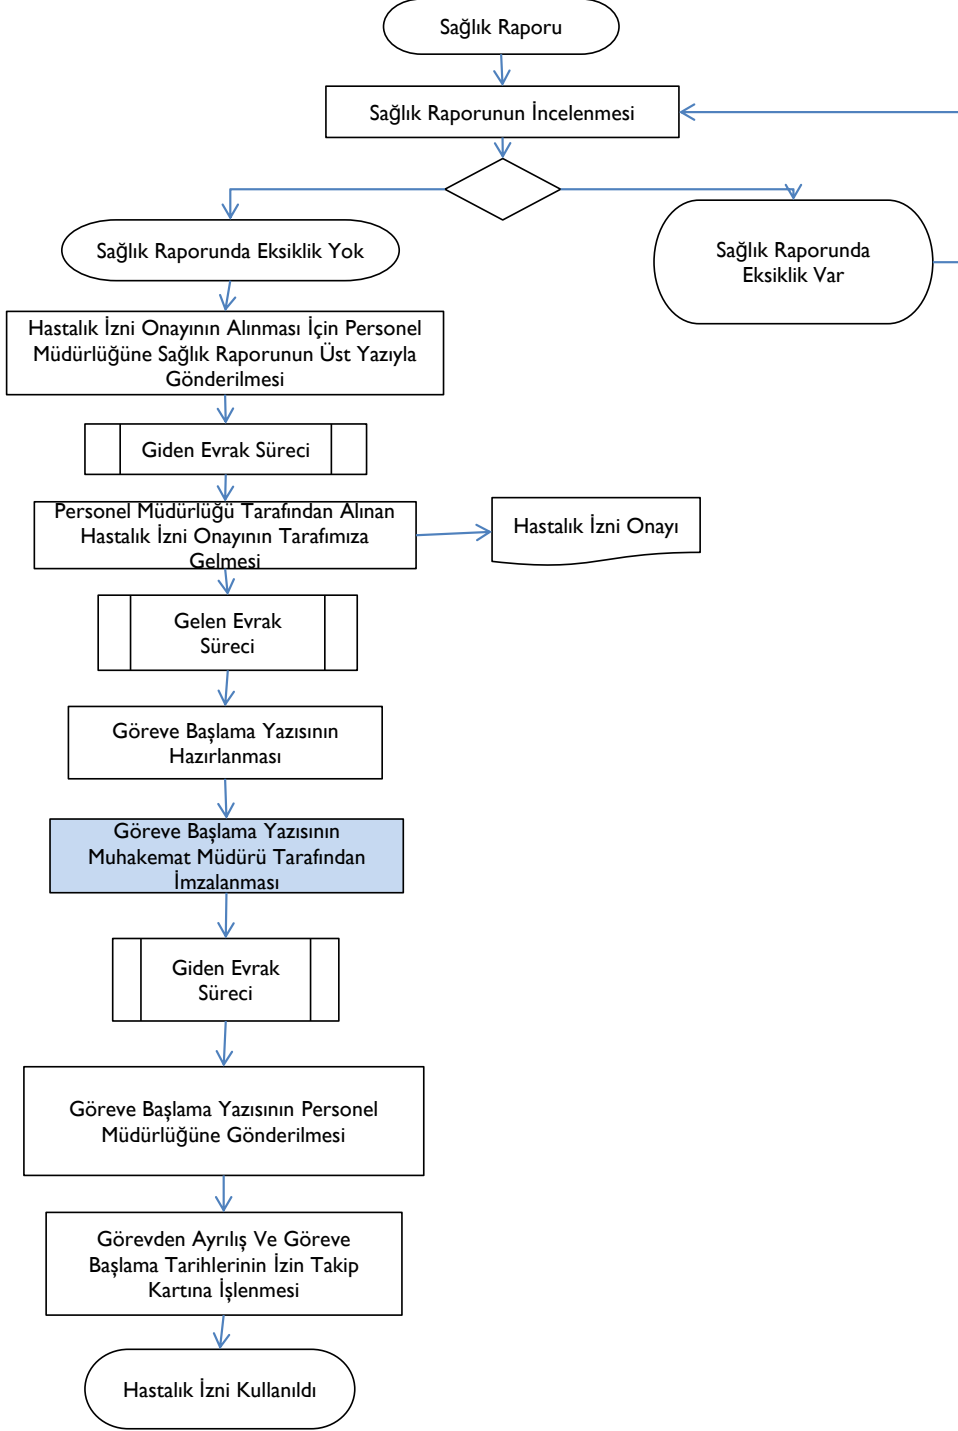 Sağlık Raporu
Sağlık Raporunun İncelenmesi
Sağlık Raporunda Eksiklik Yok
Sağlık Raporunda
Eksiklik Var
Hastalık İzni Onayının Alınması İçin Personel
Müdürlüğüne Sağlık Raporunun Üst Yazıyla
Gönderilmesi
Giden Evrak Süreci
Personel Müdürlüğü Tarafından Alınan
Hastalık İzni Onayının Tarafımıza
Gelmesi
Hastalık İzni Onayı
Gelen Evrak
Süreci
Göreve Başlama Yazısının
Hazırlanması
Göreve Başlama Yazısının
Muhakemat Müdürü Tarafından
İmzalanması
Giden Evrak
Süreci
Göreve Başlama Yazısının Personel
Müdürlüğüne Gönderilmesi
Görevden Ayrılış Ve Göreve
Başlama Tarihlerinin İzin Takip
Kartına İşlenmesi
Hastalık İzni Kullanıldı